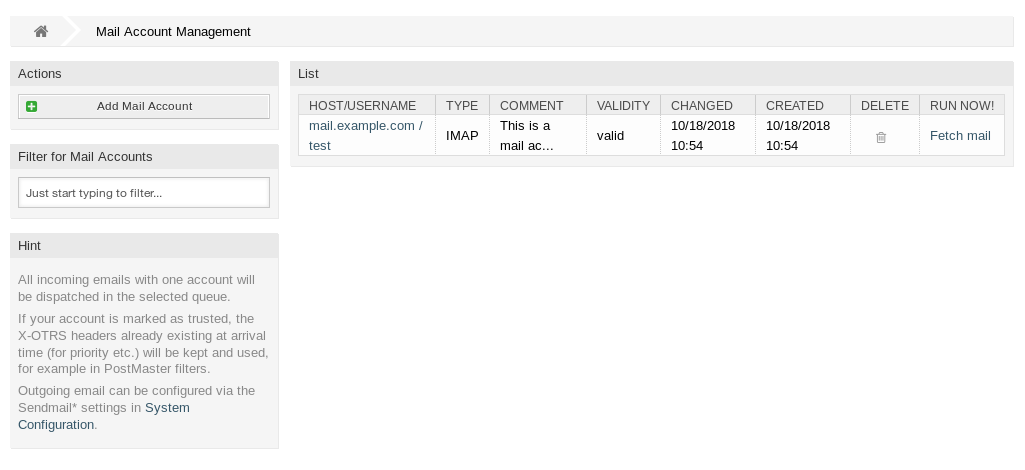 Mail Account Management
Actions
Add Mail Account
Filter for Mail Accounts
Just start typing to filter...
Hint
All incoming emails with one account will
be dispatched in the selected queue.
If your account is marked as trusted, the
X-OTRS headers already existing at arrival
time (for priority etc.) will be kept and used,
for example in PostMaster filters.
Outgoing email can be configured via the
Sendmail* settings in System
Configuration.
List
HOST/USERNAME TYPE COMMENT VALIDITY CHANGED CREATED DELETE RUN NOW!
mail.example.com / IMAP This is a valid 10/18/2018 10/18/2018 Fetch mail
test mail ac... 10:54 10:54